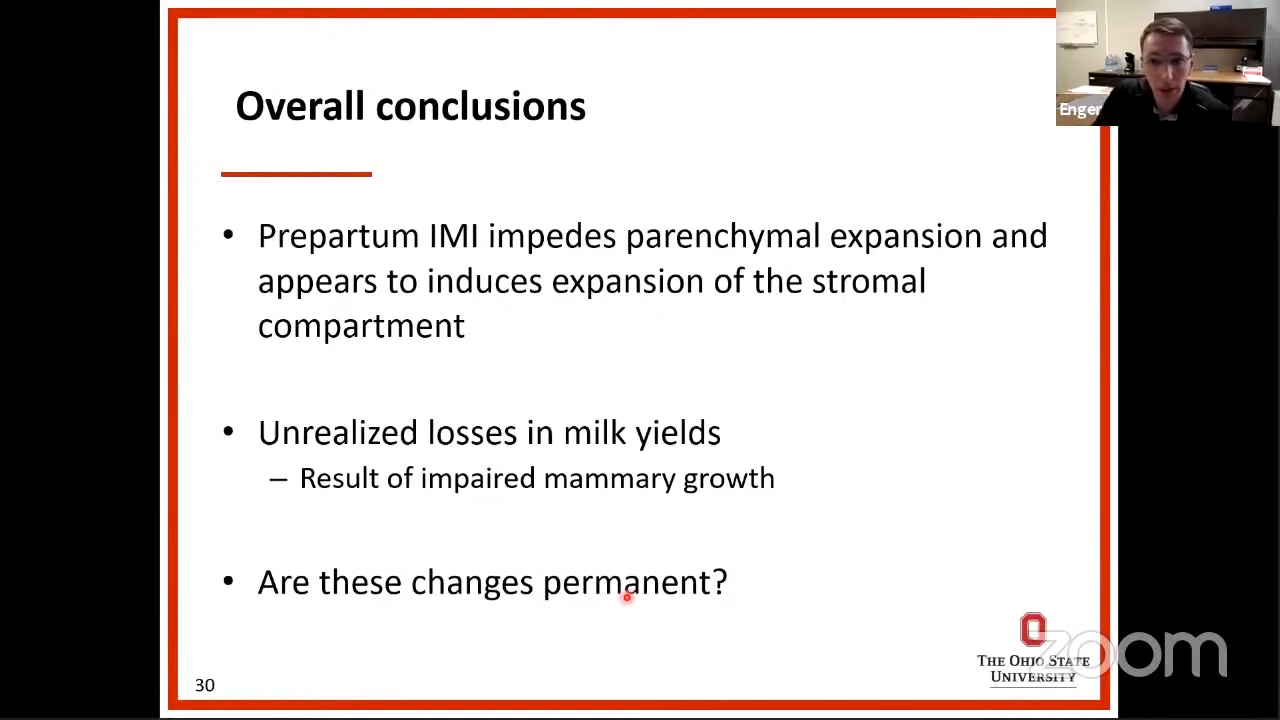 Overall conclusions
Enger
• Prepartum IMI impedes parenchymal expansion and
appears to induces expansion of the stromal
compartment
• Unrealized losses in milk yields
– Result of impaired mammary growth
• Are these changes permanent?
THE OHIO STATE
UNIVERSITY
zoom
30